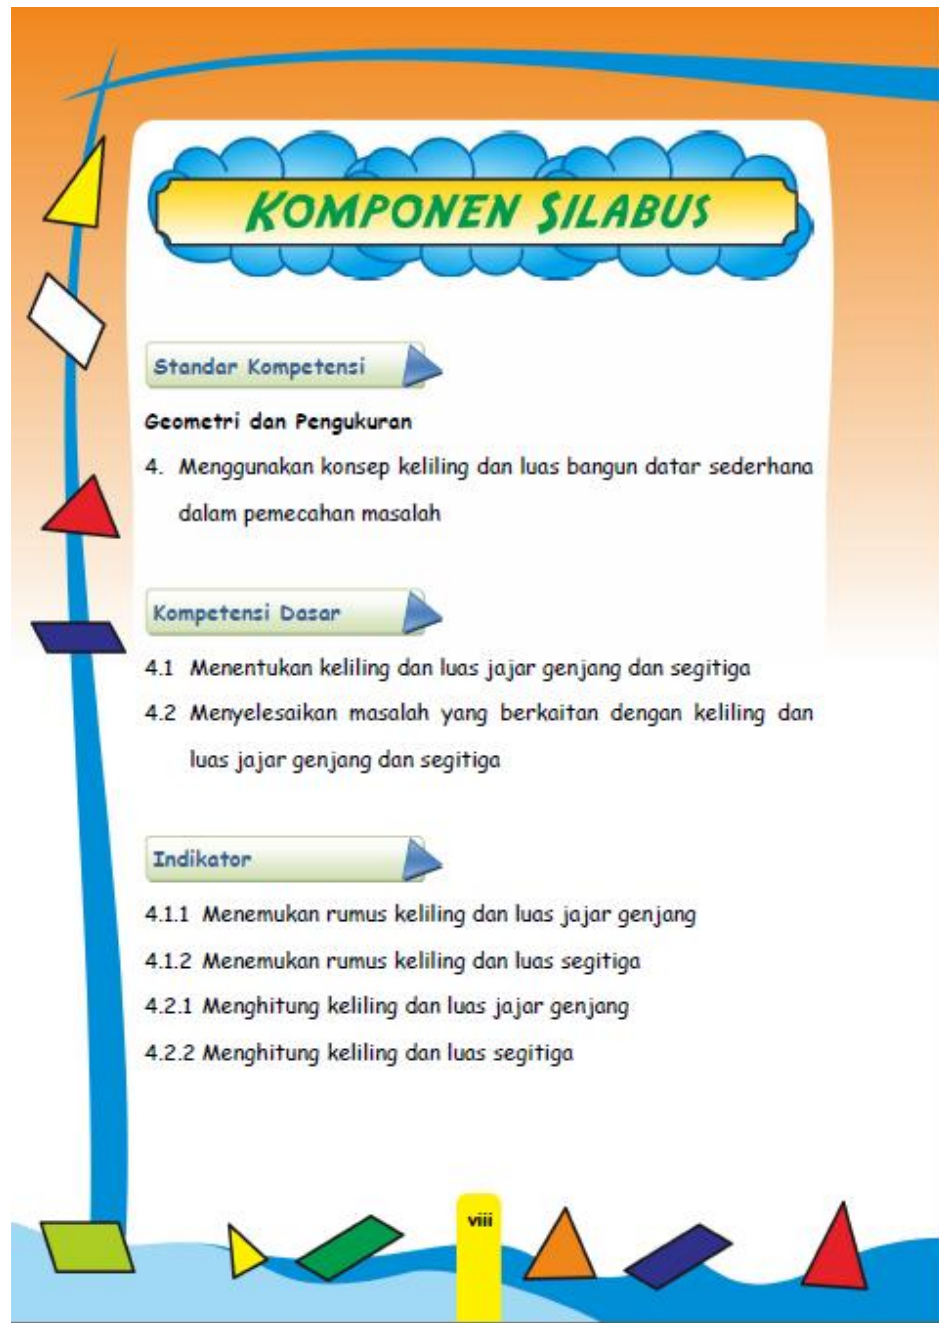 KOMPONEN SILABUS
Standar Kompetensi
Geometri dan Pengukuran
4. Menggunakan konsep keliling dan luas bangun datar sederhana
dalam pemecahan masalah
Kompetensi Dasar
4.1 Menentukan keliling dan luas jajar genjang dan segitiga
4.2 Menyelesaikan masalah yang berkaitan dengan keliling dan
luas jajar genjang dan segitiga
Indikator
4.1.1 Menemukan rumus keliling dan luas jajar genjang
4.1.2 Menemukan rumus keliling dan luas segitiga
4.2.1 Menghitung keliling dan luas jajar genjang
4.2.2 Menghitung keliling dan luas segitiga
viii